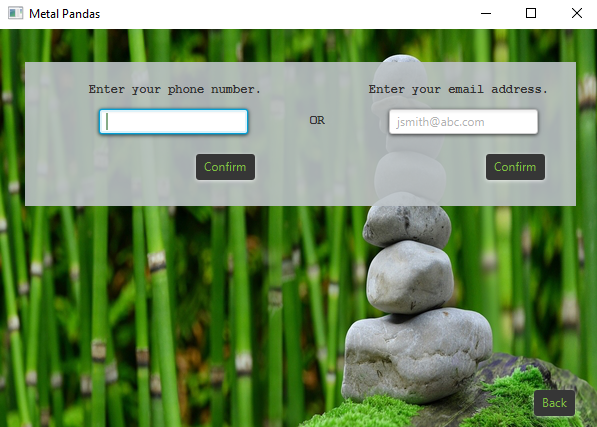 Metal Pandas
Enter your phone number.
Enter your email address.
OR
jsmith@abc.com
Confirm
Confirm
Back